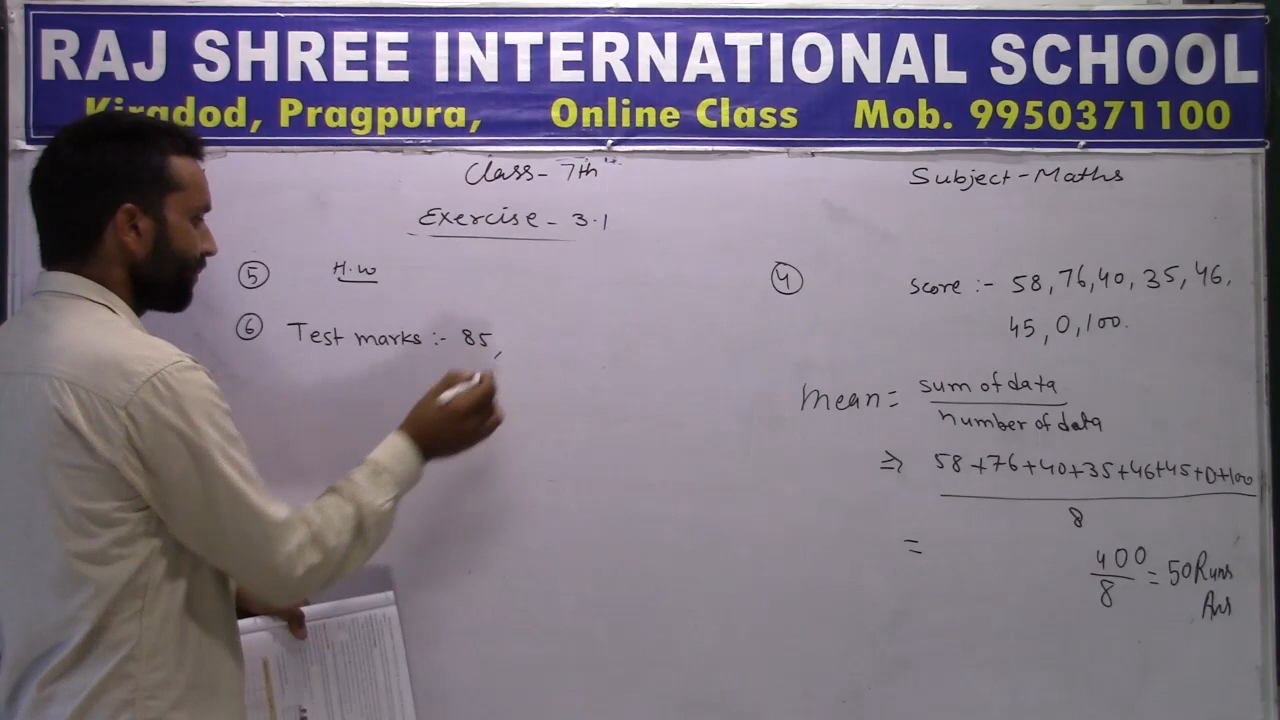 RAJ SHREE INTERNATIONAL SCHOOL
Kiradod, Pragpura, Online Class Mob. 9950371100
Class- 7th
Subject-Maths
Exercise - 3.1
5 H.W
6 Test marks :- 85,
4 score :- 58, 76, 40, 35, 46,
45, 0, 100.
Mean = sum of data
number of data
⇒ 58+76+40+35+46+45+0+100
8
=
400
8
= 50 Runs
Ans